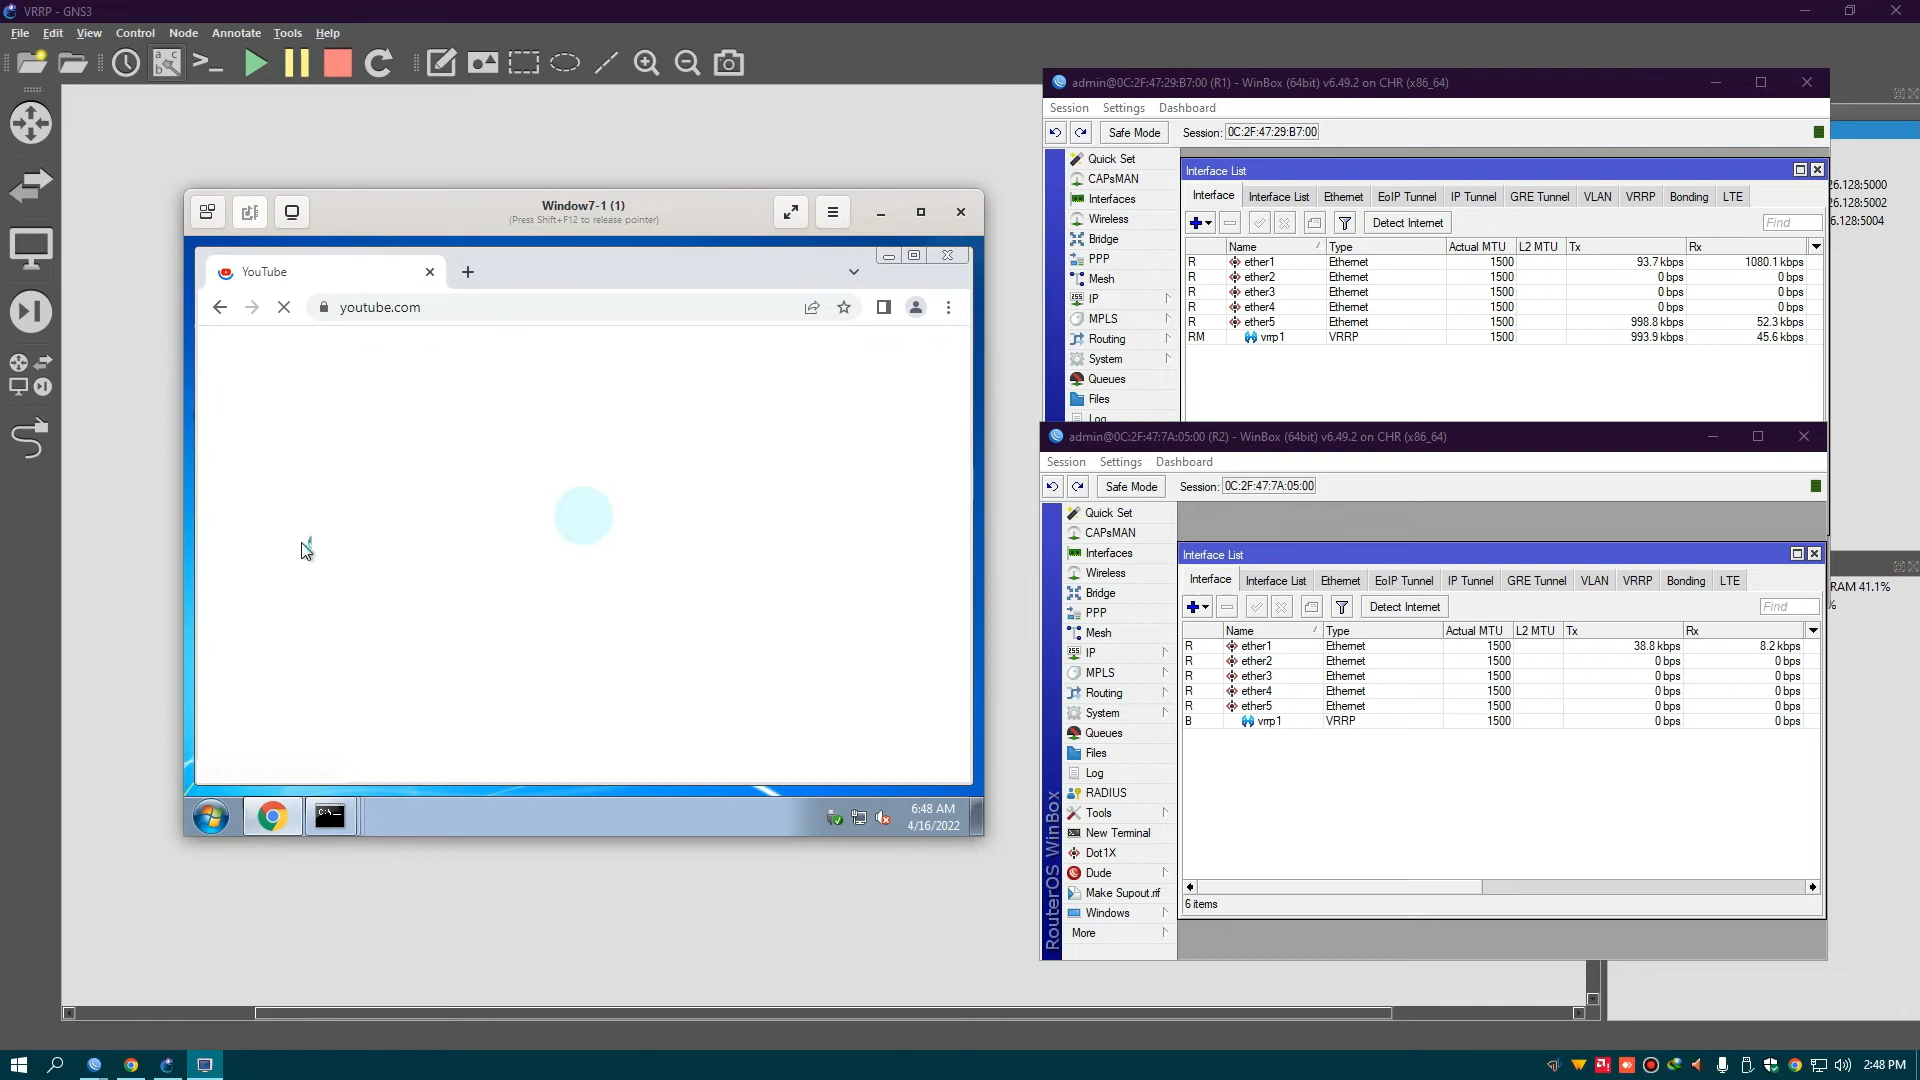 VRRP - GNS3
File Edit View Control Node Annotate Tools Help
Window7-1 (1)
(Press Shift+F12 to release pointer)
YouTube
youtube.com
6:48 AM
4/16/2022
admin@0C:2F:47:29:B7:00 (R1) - WinBox (64bit) v6.49.2 on CHR (x86_64)
Session Settings Dashboard
Safe Mode Session: 0C:2F:47:29:B7:00
Quick Set
CAPsMAN
Interfaces
Wireless
Bridge
PPP
Mesh
IP
MPLS
Routing
System
Queues
Files
Log
Interface List
Interface Interface List Ethernet EoIP Tunnel IP Tunnel GRE Tunnel VLAN VRRP Bonding LTE
Detect Internet Find
Name Type Actual MTU L2 MTU Tx Rx
R ether1 Ethernet 1500 93.7 kbps 1080.1 kbps
R ether2 Ethernet 1500 0 bps 0 bps
R ether3 Ethernet 1500 0 bps 0 bps
R ether4 Ethernet 1500 0 bps 0 bps
R ether5 Ethernet 1500 998.8 kbps 52.3 kbps
RM vrrp1 VRRP 1500 993.9 kbps 45.6 kbps
26.128:5000
26.128:5002
6.128:5004
admin@0C:2F:47:7A:05:00 (R2) - WinBox (64bit) v6.49.2 on CHR (x86_64)
Session Settings Dashboard
Safe Mode Session: 0C:2F:47:7A:05:00
RouterOS WinBox
Quick Set
CAPsMAN
Interfaces
Wireless
Bridge
PPP
Mesh
IP
MPLS
Routing
System
Queues
Files
Log
RADIUS
Tools
New Terminal
Dot1X
Dude
Make Supout.rif
Windows
More
Interface List
Interface Interface List Ethernet EoIP Tunnel IP Tunnel GRE Tunnel VLAN VRRP Bonding LTE
Detect Internet Find
Name Type Actual MTU L2 MTU Tx Rx
R ether1 Ethernet 1500 38.8 kbps 8.2 kbps
R ether2 Ethernet 1500 0 bps 0 bps
R ether3 Ethernet 1500 0 bps 0 bps
R ether4 Ethernet 1500 0 bps 0 bps
R ether5 Ethernet 1500 0 bps 0 bps
B vrrp1 VRRP 1500 0 bps 0 bps
6 items
RAM 41.1%
%
2:48 PM